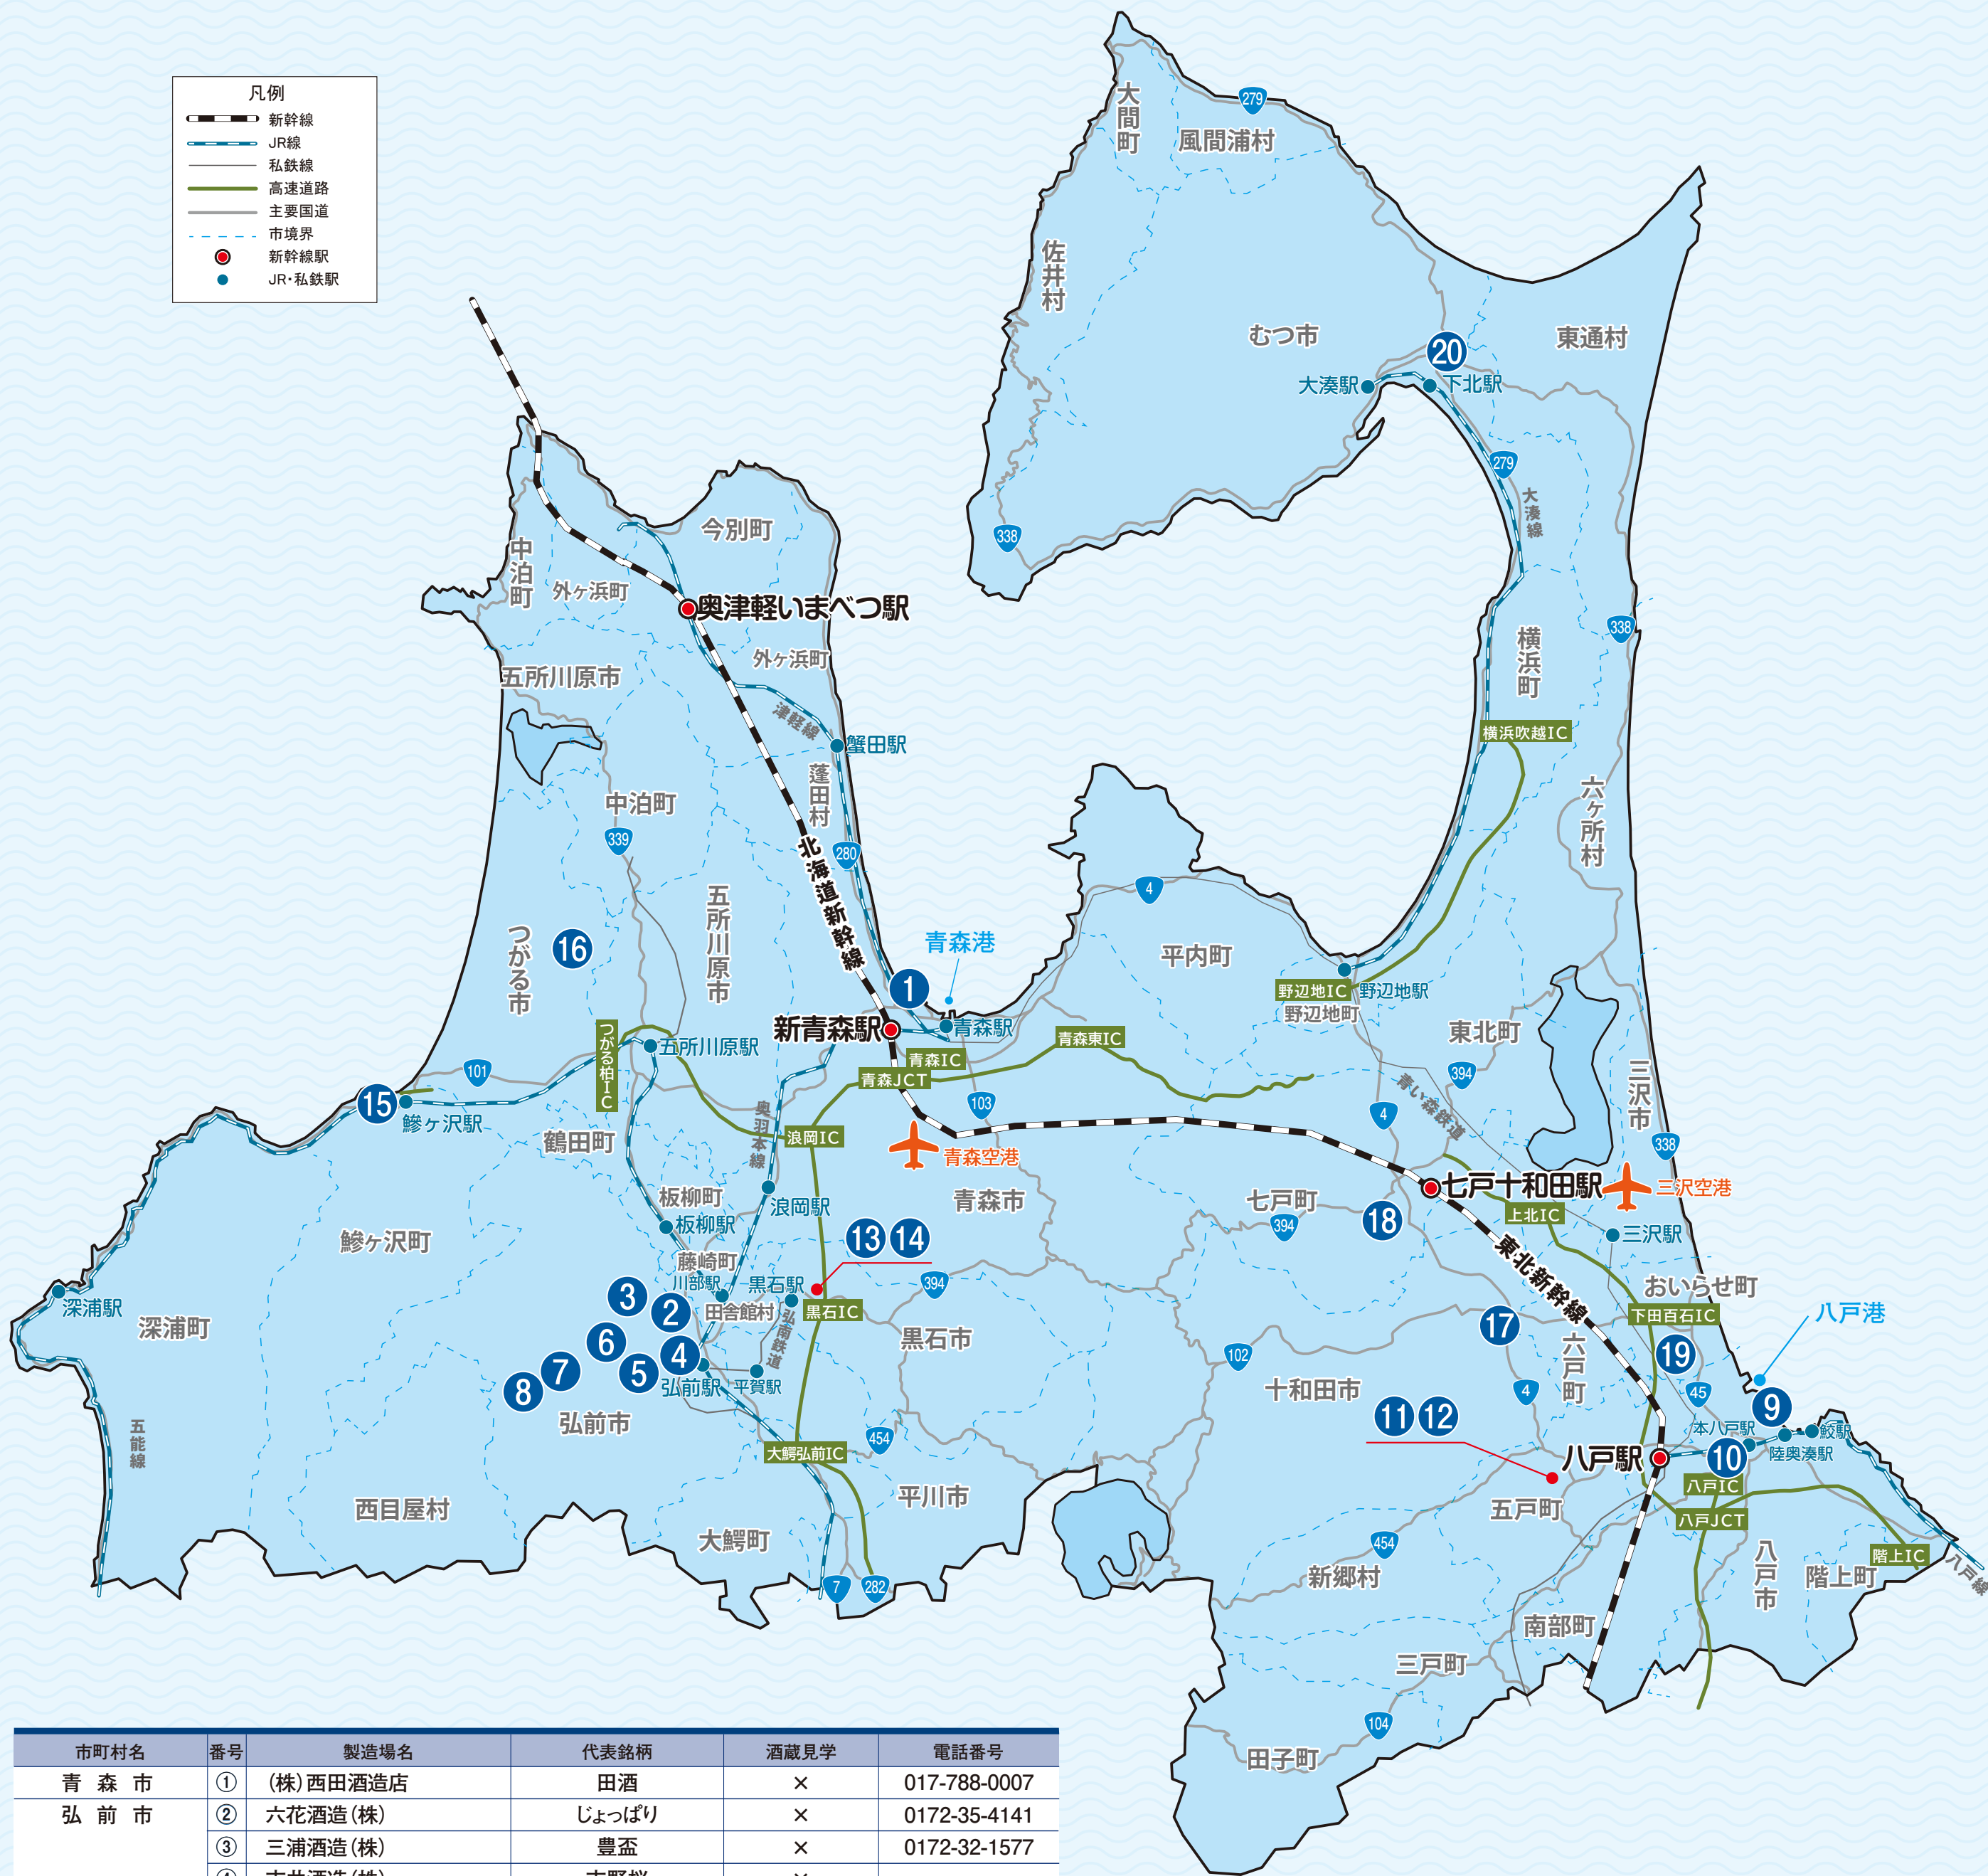 凡例
新幹線
JR線
私鉄線
高速道路
主要国道
市境界
新幹線駅
JR・私鉄駅
279
大間町
風間浦村
佐井村
むつ市
東通村
20
大湊駅
下北駅
279
大湊線
338
今別町
中泊町
外ヶ浜町
奥津軽いまべつ駅
外ヶ浜町
五所川原市
津軽線
蟹田駅
蓬田村
中泊町
339
280
北海道新幹線
横浜町
338
横浜吹越IC
六ヶ所村
4
五所川原市
つがる市
16
青森港
1
平内町
野辺地IC
野辺地駅
野辺地町
新青森駅
青森駅
青森IC
青森東IC
青森JCT
東北町
つがる柏IC
五所川原駅
101
15
鰺ヶ沢駅
103
394
4
青い森鉄道
三沢市
338
鶴田町
奥羽本線
浪岡IC
青森空港
七戸十和田駅
三沢空港
板柳町
浪岡駅
青森市
七戸町
板柳駅
18
上北IC
394
三沢駅
鰺ヶ沢町
13 14
藤崎町
川部駅
黒石駅
394
東北新幹線
おいらせ町
3
2
田舎館村
黒石IC
下田百石IC
八戸港
深浦駅
深浦町
弘南鉄道
黒石市
17
六戸町
6
4
102
19
7
5
弘前駅
平賀駅
8
十和田市
4
45
9
弘前市
11 12
五能線
454
大鰐弘前IC
本八戸駅
鮫駅
陸奥湊駅
八戸駅
10
八戸IC
平川市
五戸町
八戸JCT
西目屋村
大鰐町
454
八戸市
階上IC
新郷村
階上町
八戸線
7
282
南部町
三戸町
104
田子町
市町村名 番号 製造場名 代表銘柄 酒蔵見学 電話番号
青森市 ① (株)西田酒造店 田酒 × 017-788-0007
弘前市 ② 六花酒造(株) じょっぱり × 0172-35-4141
③ 三浦酒造(株) 豊盃 × 0172-32-1577